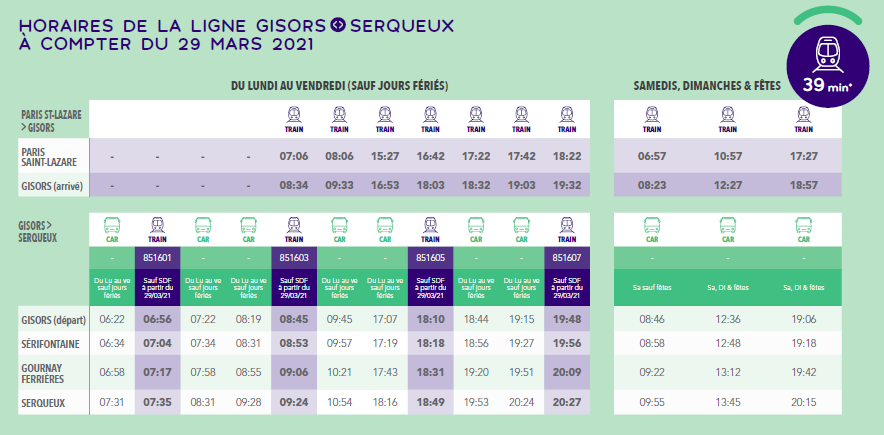 HORAIRES DE LA LIGNE GISORS SERQUEUX
À COMPTER DU 29 MARS 2021
39 min*
DU LUNDI AU VENDREDI (SAUF JOURS FÉRIÉS)
SAMEDIS, DIMANCHES & FÊTES
PARIS ST-LAZARE
> GISORS
TRAIN TRAIN TRAIN TRAIN TRAIN TRAIN TRAIN TRAIN TRAIN TRAIN
PARIS
SAINT-LAZARE
- - - - 07:06 08:06 15:27 16:42 17:22 17:42 18:22 06:57 10:57 17:27
GISORS (arrivé) - - - - 08:34 09:33 16:53 18:03 18:32 19:03 19:32 08:23 12:27 18:57
GISORS >
SERQUEUX
CAR TRAIN CAR CAR TRAIN CAR CAR TRAIN CAR CAR TRAIN CAR CAR CAR
- 851601 - - 851603 - - 851605 - - 851607 - - -
Du Lu au ve Sauf SDF Du Lu au ve Du Lu au ve Sauf SDF Du Lu au ve Du Lu au ve Sauf SDF Du Lu au ve Du Lu au ve Sauf SDF
sauf jours à partir du sauf jours sauf jours à partir du sauf jours sauf jours à partir du sauf jours sauf jours à partir du Sa sauf fêtes Sa, Di & fêtes Sa, Di & fêtes
fériés 29/03/21 fériés fériés 29/03/21 fériés fériés 29/03/21 fériés fériés 29/03/21
GISORS (départ) 06:22 06:56 07:22 08:19 08:45 09:45 17:07 18:10 18:44 19:15 19:48 08:46 12:36 19:06
SÉRIFONTAINE 06:34 07:04 07:34 08:31 08:53 09:57 17:19 18:18 18:56 19:27 19:56 08:58 12:48 19:18
GOURNAY
FERRIÈRES
06:58 07:17 07:58 08:55 09:06 10:21 17:43 18:31 19:20 19:51 20:09 09:22 13:12 19:42
SERQUEUX 07:31 07:35 08:31 09:28 09:24 10:54 18:16 18:49 19:53 20:24 20:27 09:55 13:45 20:15